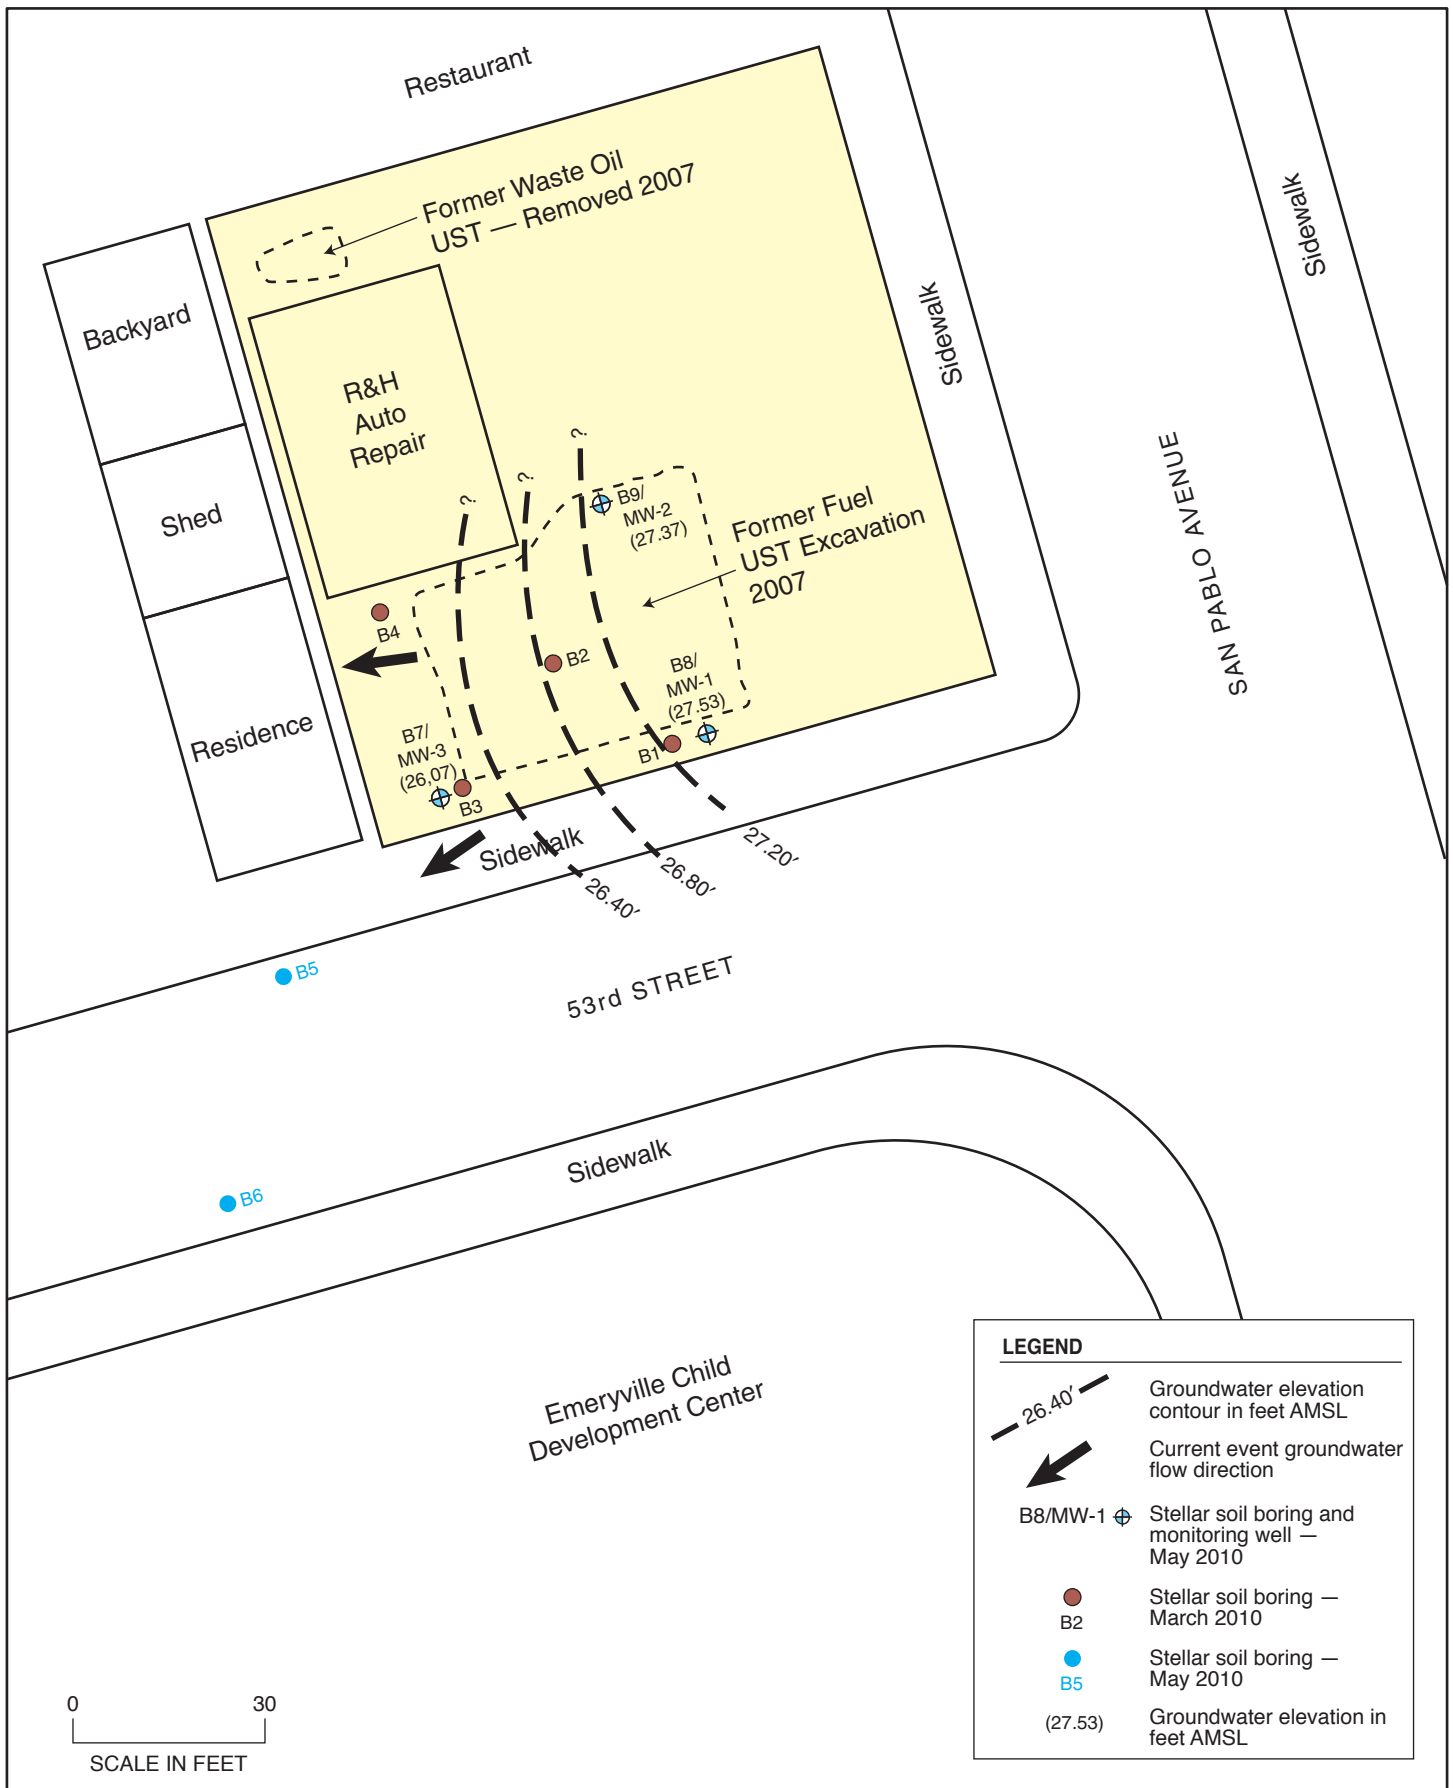 Restaurant
Former Waste Oil
UST — Removed 2007
Sidewalk
Sidewalk
Backyard
R&H
Auto
Repair
Shed
Residence
?
?
?
B9/
MW-2
(27.37)
Former Fuel
UST Excavation
2007
SAN PABLO AVENUE
B4
B2
B8/
MW-1
(27.53)
B7/
MW-3
(26,07)
B1
B3
Sidewalk
27.20′
26.80′
26.40′
B5
53rd STREET
B6
Sidewalk
Emeryville Child
Development Center
LEGEND
26.40′
Groundwater elevation
contour in feet AMSL
Current event groundwater
flow direction
B8/MW-1
Stellar soil boring and
monitoring well —
May 2010
B2
Stellar soil boring —
March 2010
B5
Stellar soil boring —
May 2010
(27.53)
Groundwater elevation in
feet AMSL
0 30
SCALE IN FEET